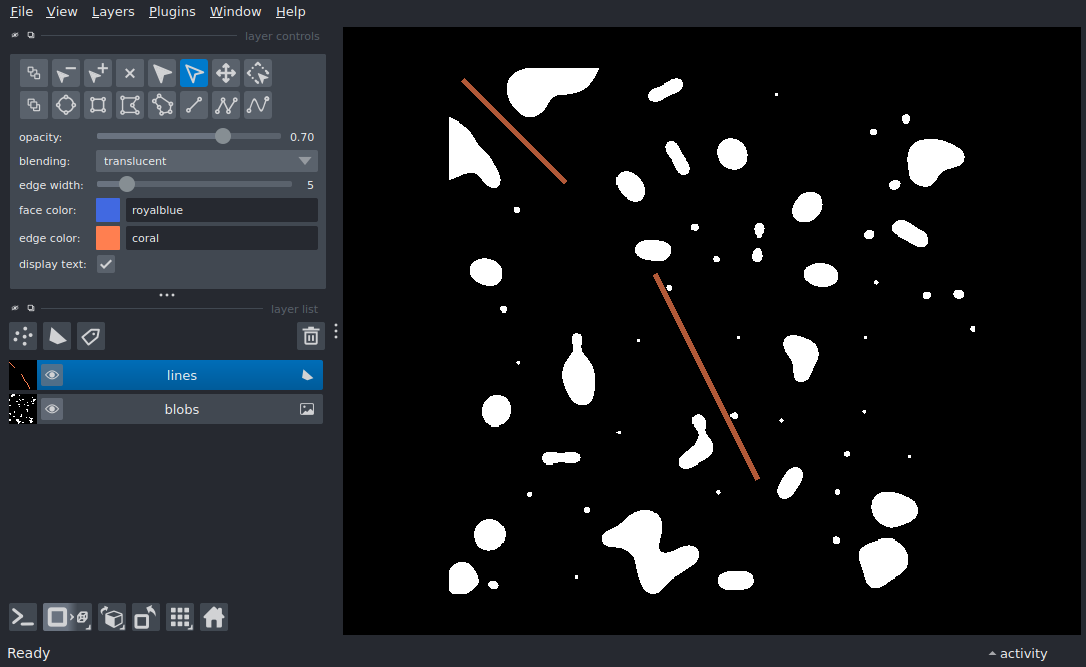 File View Layers Plugins Window Help
layer controls
opacity: 0.70
blending: translucent
edge width: 5
face color: royalblue
edge color: coral
display text:
layer list
lines
blobs
Ready
activity